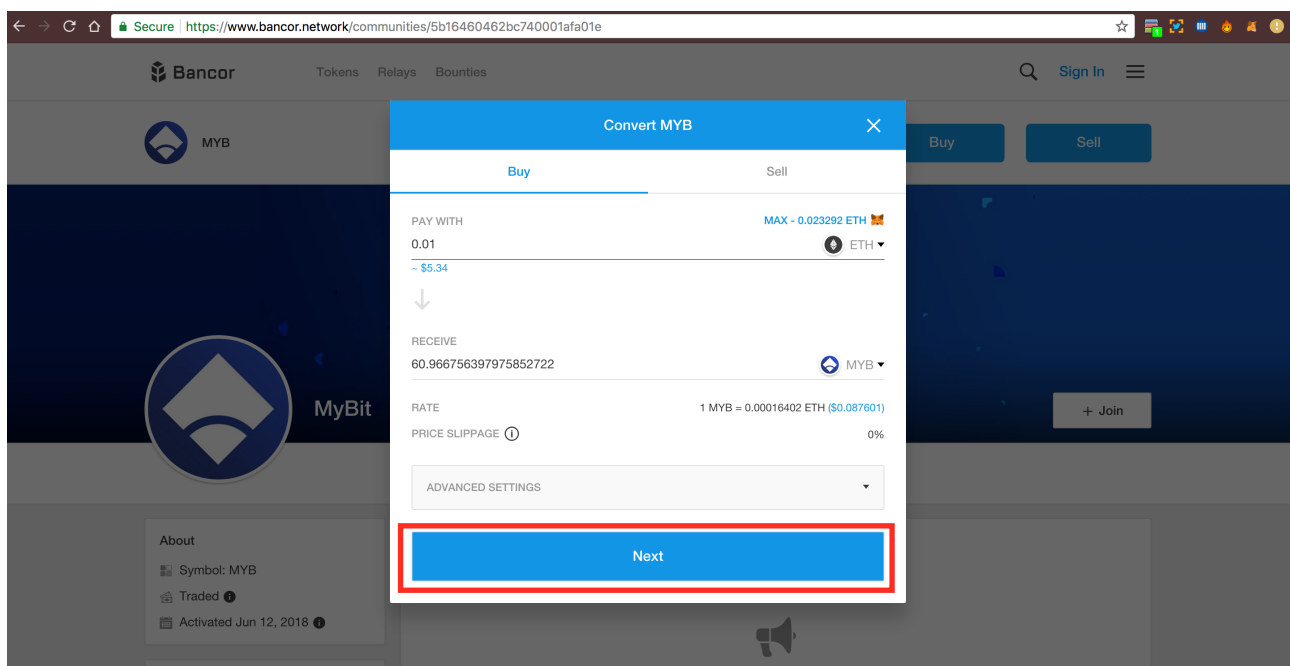 Secure https://www.bancor.network/communities/5b16460462bc740001afa01e
1
Bancor Tokens Relays Bounties Sign In
MYB Buy Sell
Convert MYB
Buy Sell
PAY WITH MAX - 0.023292 ETH
0.01 ETH
~ $5.34
RECEIVE
60.966756397975852722 MYB
RATE 1 MYB = 0.00016402 ETH ($0.087601)
PRICE SLIPPAGE 0%
ADVANCED SETTINGS
Next
MyBit + Join
About
Symbol: MYB
Traded
Activated Jun 12, 2018